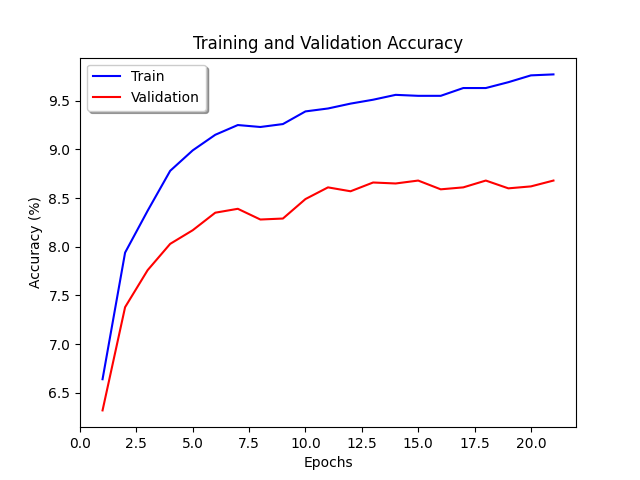 Training and Validation Accuracy
Train
Validation
Accuracy (%)
9.5
9.0
8.5
8.0
7.5
7.0
6.5
0.0 2.5 5.0 7.5 10.0 12.5 15.0 17.5 20.0
Epochs